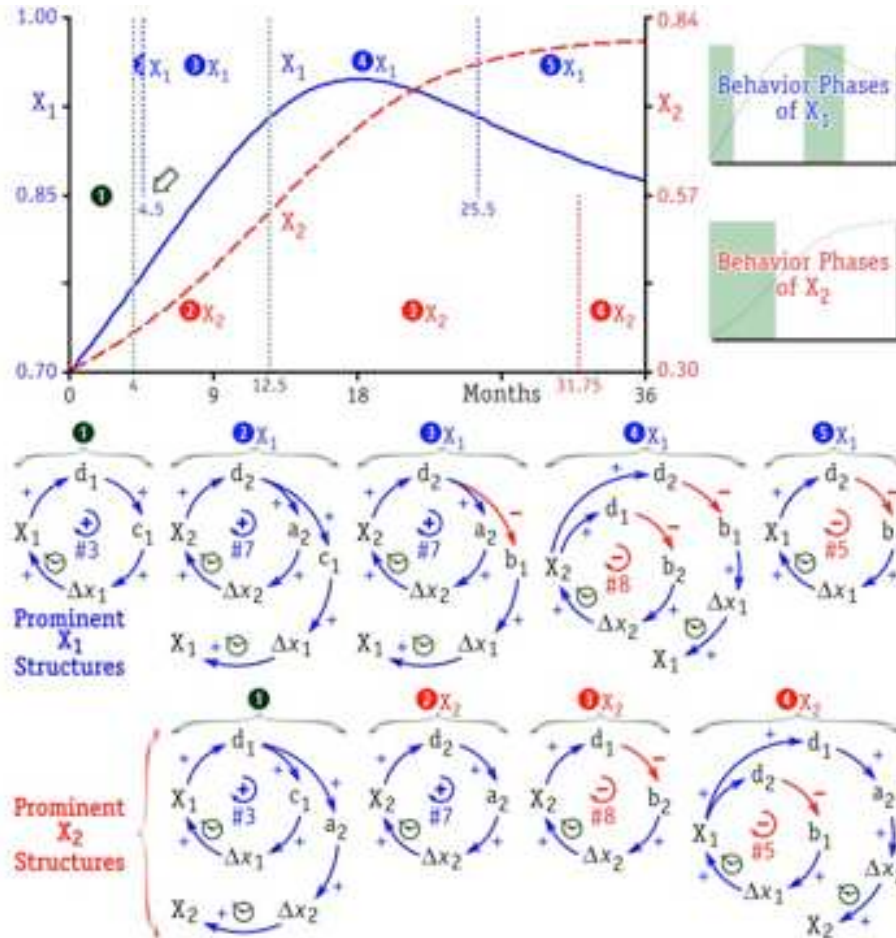 1.00
0.84
X1
3 X1
X1
4 X1
5 X1
X1
X2
Behavior Phases
of X1
1
0.85
4.5
25.5
0.57
X2
Behavior Phases
of X2
2 X2
3 X2
4 X2
0.70
0.30
0
4
9
12.5
18
Months
31.75
36
1
2 X1
3 X1
4 X1
5 X1
d1
+
+
X1
c1
+
#3
+
+
Δx1
d2
+
+
+
X2
a2
c1
+
#7
+
+
+
Δx2
X1
+
Δx1
d2
+
+
−
X2
a2
b1
+
#7
+
+
+
Δx2
X1
+
Δx1
+
d2
−
d1
+
−
b1
X2
−
#8
b2
+
+
+
Δx2
Δx1
+
X1
d2
+
−
X1
b
−
#5
+
+
Δx1
Prominent
X1
Structures
1
2 X2
3 X2
4 X2
d1
+
+
+
X1
c1
a2
+
#3
+
+
+
Δx1
X2
+
Δx2
d2
+
+
X2
a2
+
#7
+
+
Δx2
d1
+
−
X2
b2
−
#8
+
+
Δx2
+
d1
+
d2
+
−
a2
X1
−
#5
b1
+
+
+
Δx1
Δx
+
X2
Prominent
X2
Structures